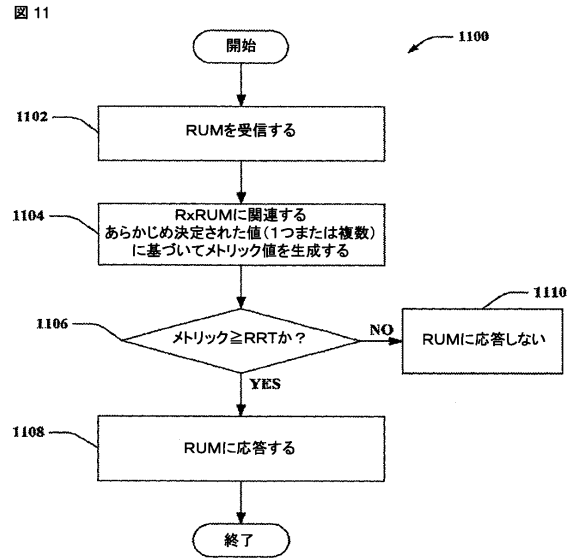 図 11
開始
1100
1102
RUMを受信する
1104
RxRUMに関連する
あらかじめ決定された値(1つまたは複数)
に基づいてメトリック値を生成する
1106
メトリック≧RRTか?
NO
1110
RUMに応答しない
YES
1108
RUMに応答する
終了